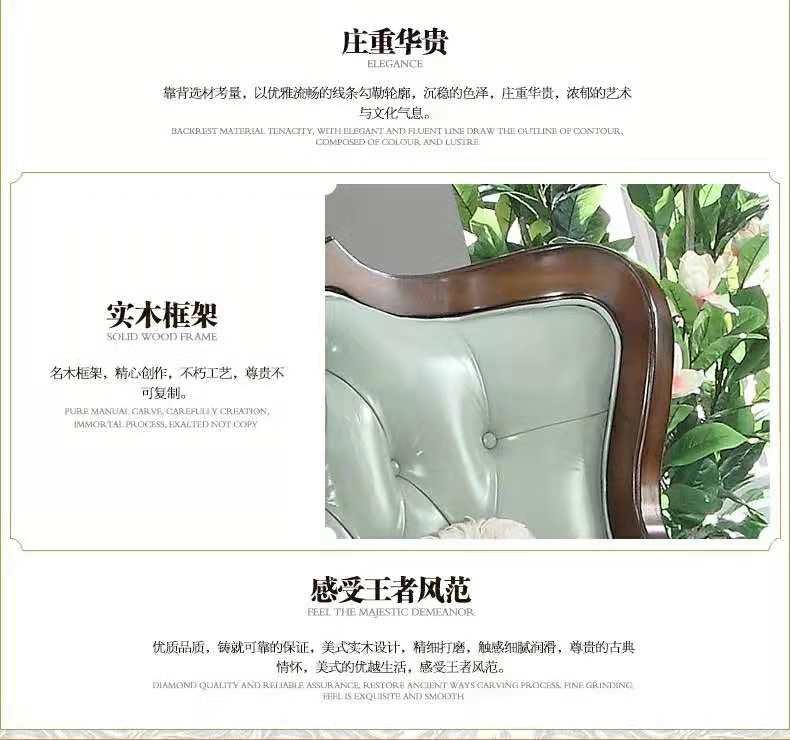 庄重华贵
ELEGANCE
靠背选材考量，以优雅流畅的线条勾勒轮廓，沉稳的色泽，庄重华贵，浓郁的艺术
与文化气息。
BACKREST MATERIAL TENACITY, WITH ELEGANT AND FLUENT LINE DRAW THE OUTLINE OF CONTOUR,
COMPOSED OF COLOUR AND LUSTRE
实木框架
SOLID WOOD FRAME
名木框架，精心创作，不朽工艺，尊贵不
可复制。
PURE MANUAL CARVE, CAREFULLY CREATION,
IMMORTAL PROCESS, EXALTED NOT COPY
感受王者风范
FEEL THE MAJESTIC DEMEANOR
优质品质，铸就可靠的保证，美式实木设计，精细打磨，触感细腻润滑，尊贵的古典
情怀，美式的优越生活，感受王者风范。
DIAMOND QUALITY AND RELIABLE ASSURANCE, RESTORE ANCIENT WAYS CARVING PROCESS, FINE GRINDING,
FEEL IS EXQUISITE AND SMOOTH